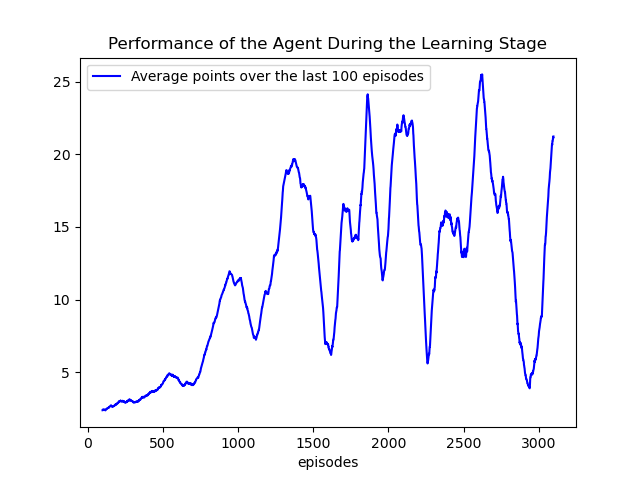 Performance of the Agent During the Learning Stage
Average points over the last 100 episodes
25
20
15
10
5
0 500 1000 1500 2000 2500 3000
episodes